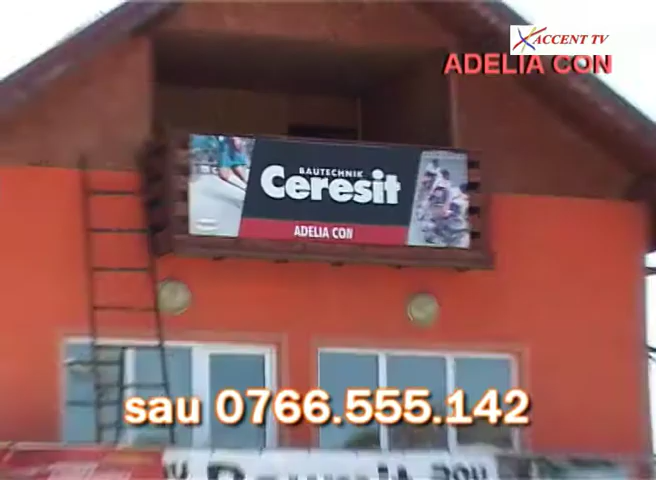 ACCENT TV
ADELIA CON
BAUTECHNIK
Ceresit
ADELIA CON
sau 0766.555.142